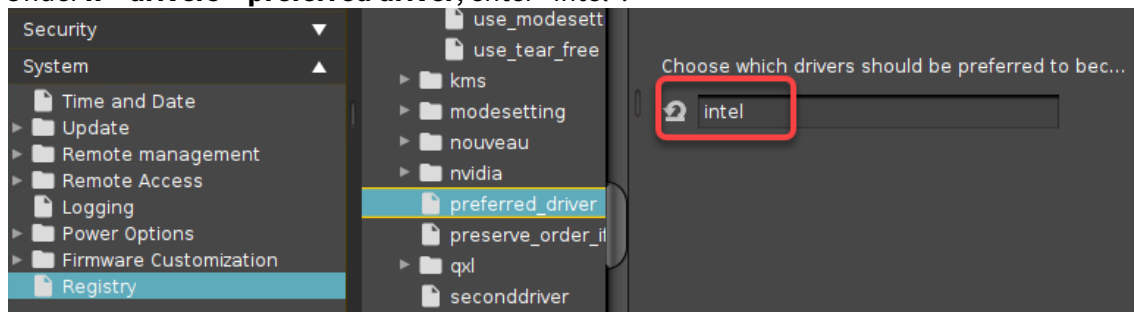 Security
System
Time and Date
Update
Remote management
Remote Access
Logging
Power Options
Firmware Customization
Registry
use_modesett
use_tear_free
kms
modesetting
nouveau
nvidia
preferred_driver
preserve_order_if
qxl
seconddriver
Choose which drivers should be preferred to bec...
intel